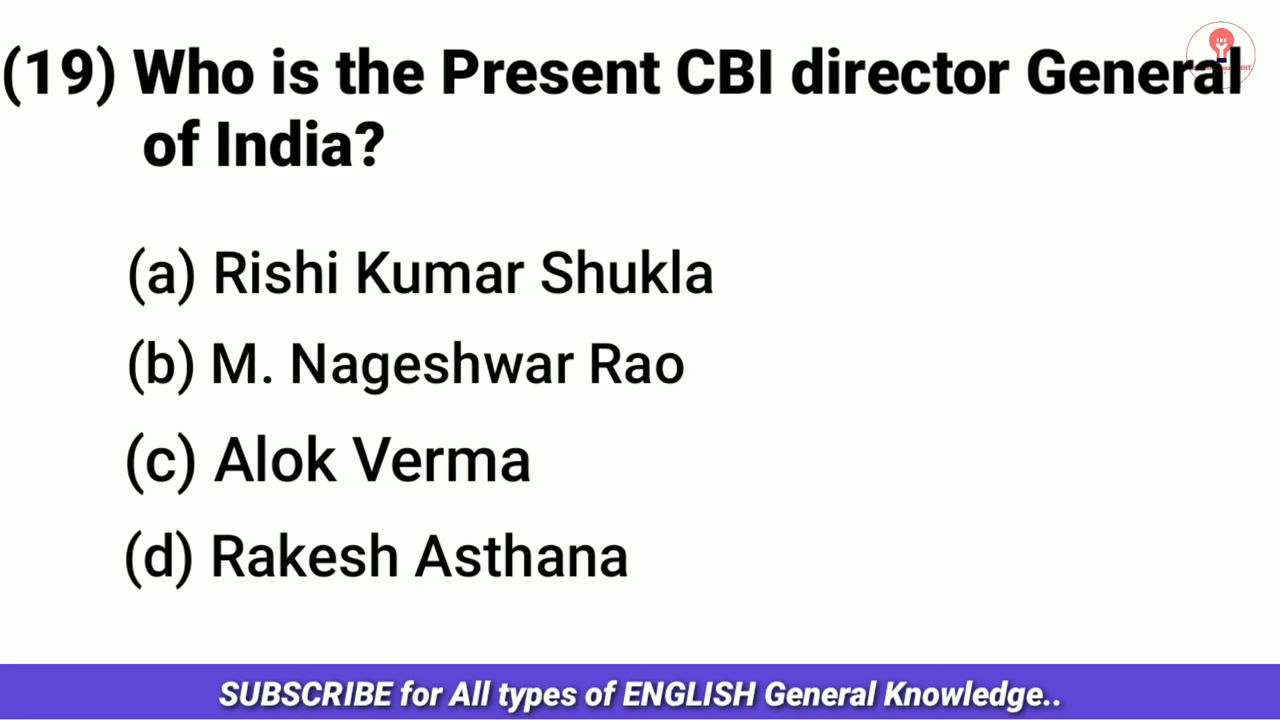 (19) Who is the Present CBI director General
of India?
(a) Rishi Kumar Shukla
(b) M. Nageshwar Rao
(c) Alok Verma
(d) Rakesh Asthana
SUBSCRIBE for All types of ENGLISH General Knowledge..